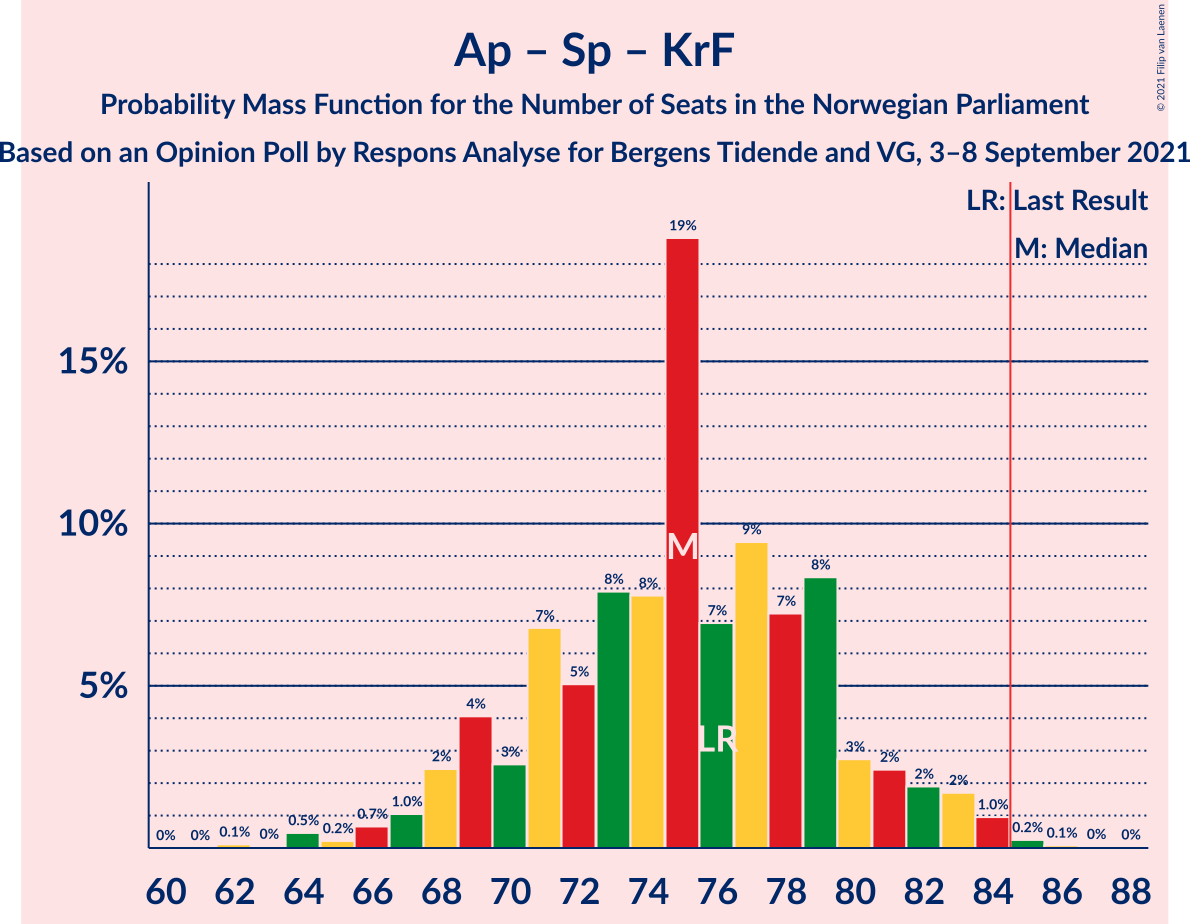 Ap – Sp – KrF
Probability Mass Function for the Number of Seats in the Norwegian Parliament
Based on an Opinion Poll by Respons Analyse for Bergens Tidende and VG, 3–8 September 2021
© 2021 Filip van Laenen
LR: Last Result
M: Median
15%
10%
5%
0% 0% 0.1% 0% 0.5% 0.2% 0.7% 1.0% 2% 4% 3% 7% 5% 8% 8% 19% 7% 9% 7% 8% 3% 2% 2% 2% 1.0% 0.2% 0.1% 0% 0%
M
LR
60 62 64 66 68 70 72 74 76 78 80 82 84 86 88